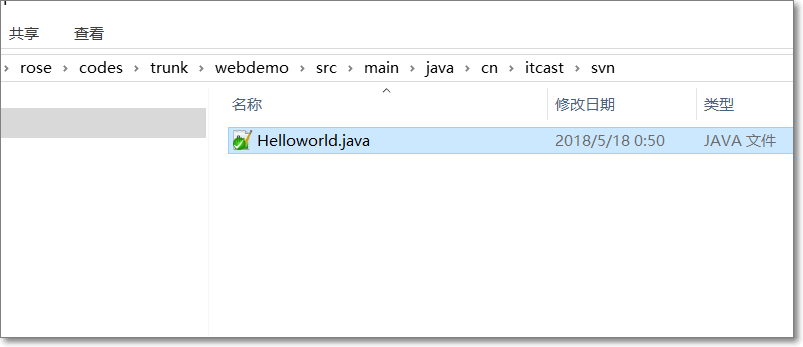 共享 查看
rose codes trunk webdemo src main java cn itcast svn
名称 修改日期 类型
Helloworld.java 2018/5/18 0:50 JAVA 文件